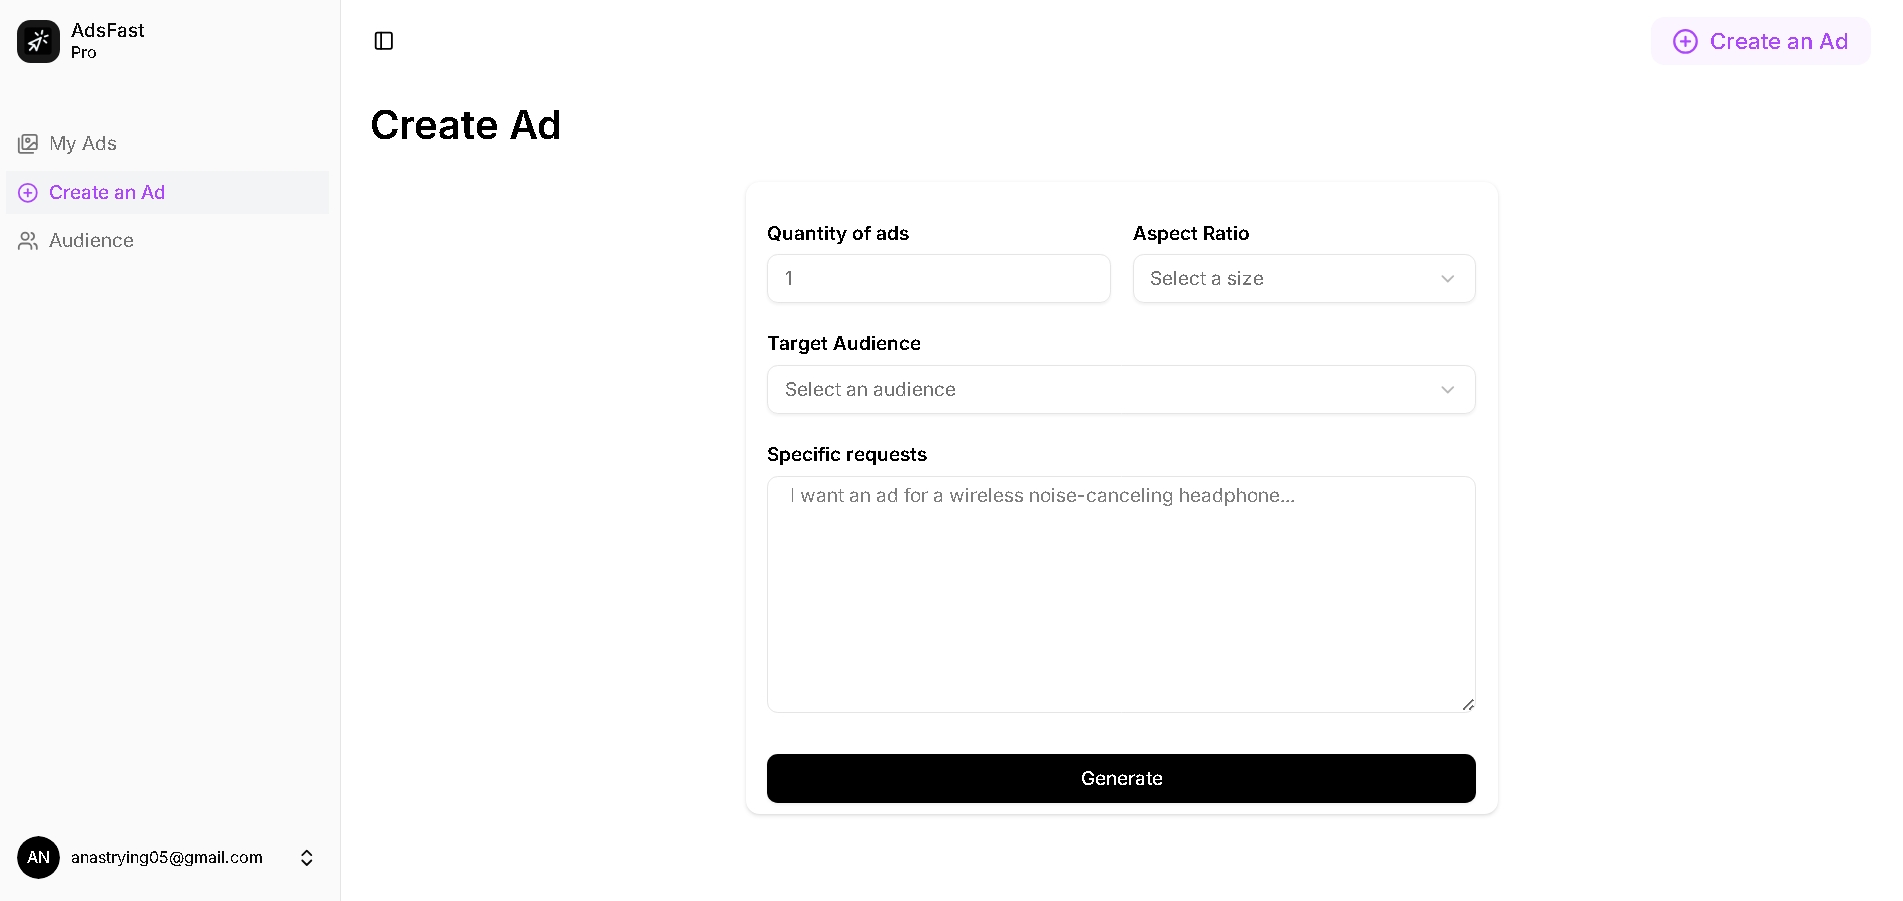 AdsFast
Pro
My Ads
Create an Ad
Audience
AN
anastrying05@gmail.com
Create an Ad
Create Ad
Quantity of ads
1
Aspect Ratio
Select a size
Target Audience
Select an audience
Specific requests
I want an ad for a wireless noise-canceling headphone...
Generate